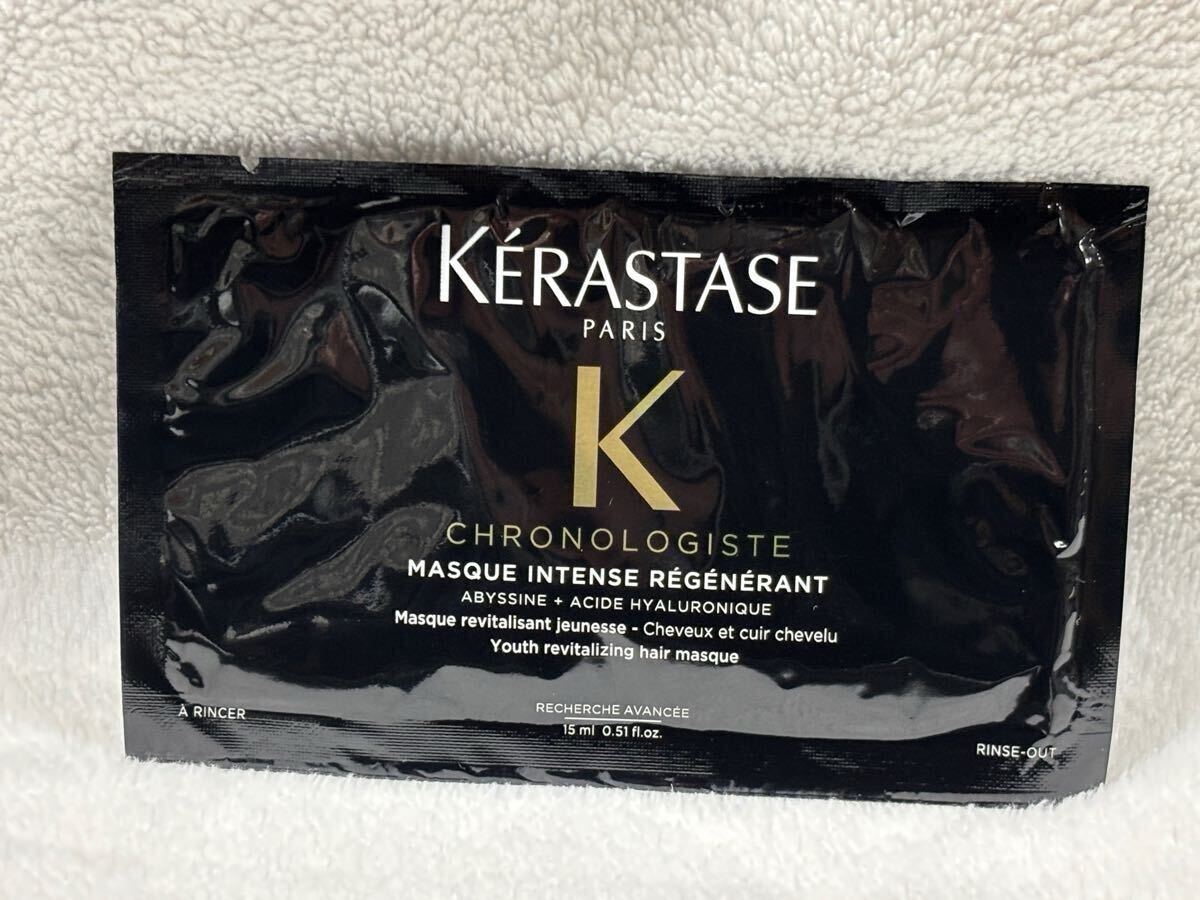 KÉRASTASE
PARIS
K
CHRONOLOGISTE
MASQUE INTENSE RÉGÉNÉRANT
ABYSSINE + ACIDE HYALURONIQUE
Masque revitalisant jeunesse - Cheveux et cuir chevelu
Youth revitalizing hair masque
À RINCER
RECHERCHE AVANCÉE
15 ml 0.51 fl.oz.
RINSE-OUT